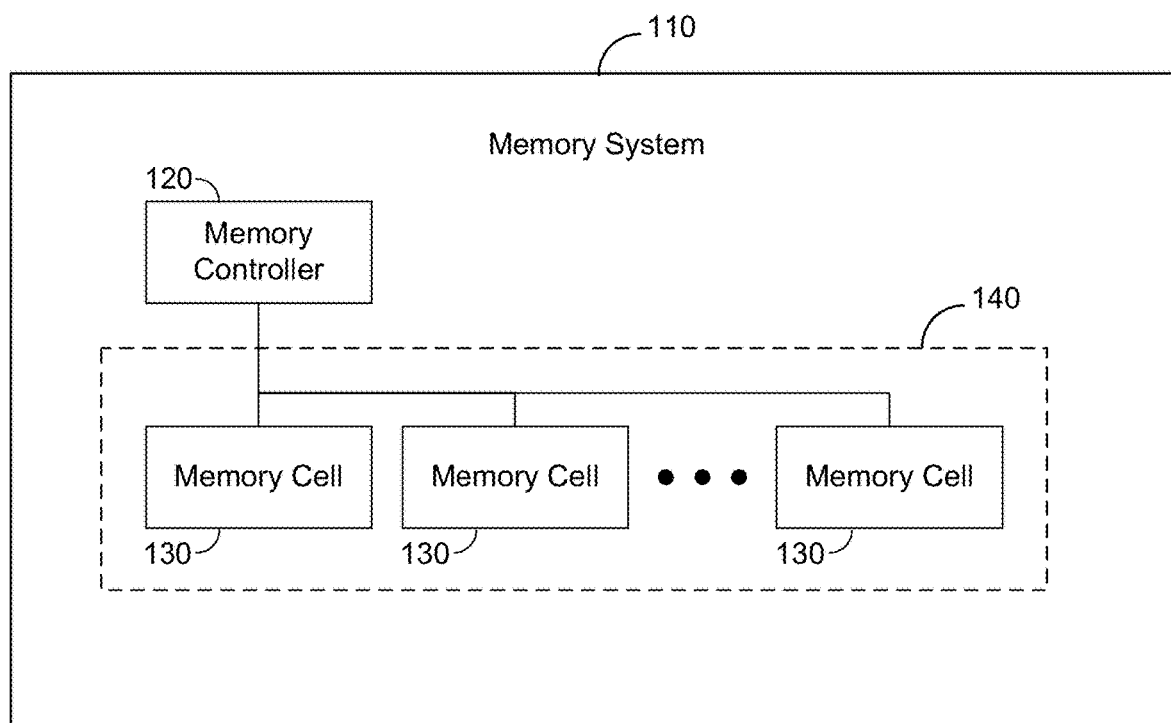 110
Memory System
120
Memory
Controller
140
Memory Cell
Memory Cell
Memory Cell
130
130
130